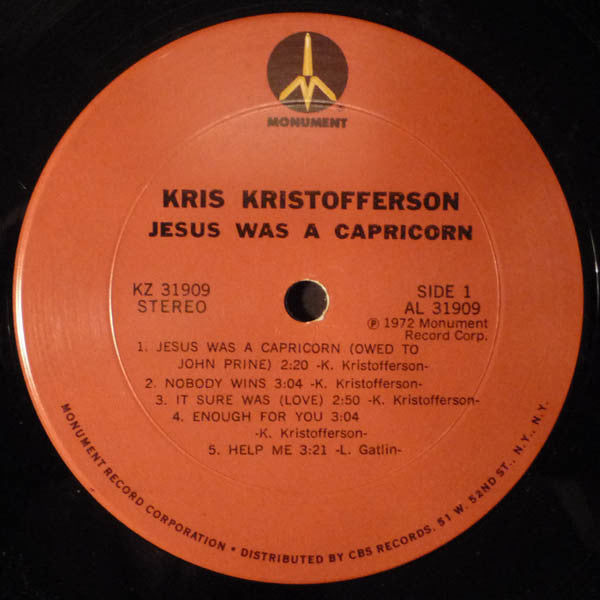 MONUMENT
KRIS KRISTOFFERSON
JESUS WAS A CAPRICORN
KZ 31909
STEREO
SIDE 1
AL 31909
℗ 1972 Monument
Record Corp.
1. JESUS WAS A CAPRICORN (OWED TO
JOHN PRINE) 2:20 -K. Kristofferson-
2. NOBODY WINS 3:04 -K. Kristofferson-
3. IT SURE WAS (LOVE) 2:50 -K. Kristofferson-
4. ENOUGH FOR YOU 3:04
-K. Kristofferson-
5. HELP ME 3:21 -L. Gatlin-
MONUMENT RECORD CORPORATION • DISTRIBUTED BY CBS RECORDS, 51 W. 52ND ST., N.Y., N.Y.